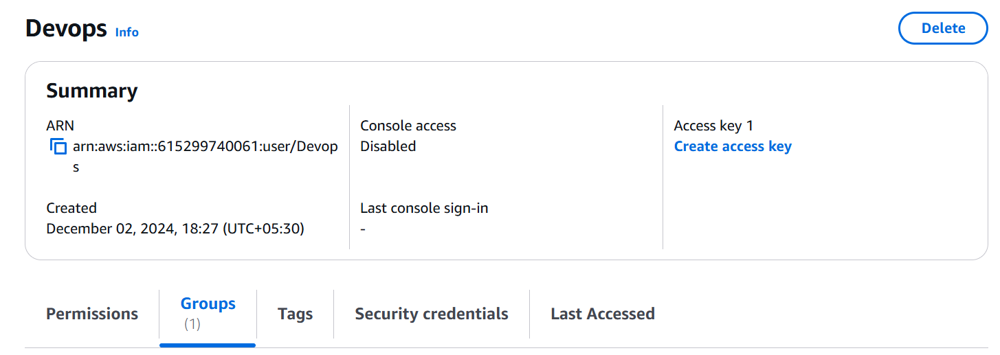 Devops Info
Delete
Summary
ARN
arn:aws:iam::615299740061:user/Devop
s
Created
December 02, 2024, 18:27 (UTC+05:30)
Console access
Disabled
Last console sign-in
-
Access key 1
Create access key
Permissions
Groups
(1)
Tags
Security credentials
Last Accessed